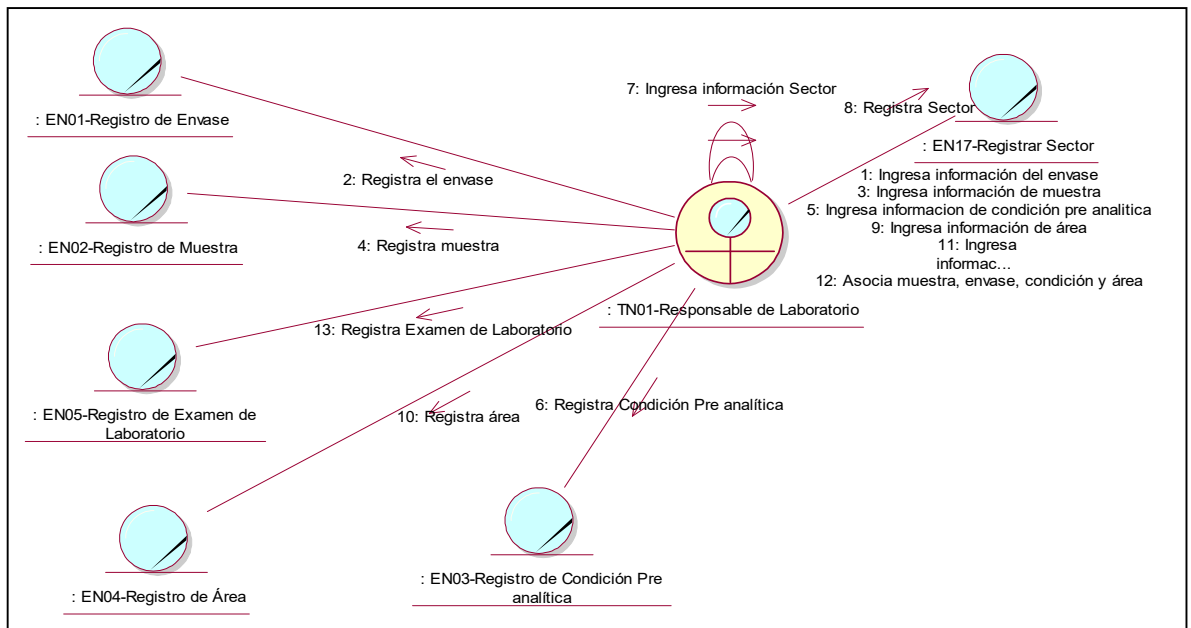 7: Ingresa información Sector
8: Registra Sector
: EN01-Registro de Envase
: EN17-Registrar Sector
1: Ingresa información del envase
3: Ingresa información de muestra
5: Ingresa informacion de condición pre analitica
9: Ingresa información de área
11: Ingresa
informac...
12: Asocia muestra, envase, condición y área
2: Registra el envase
: EN02-Registro de Muestra
4: Registra muestra
: TN01-Responsable de Laboratorio
13: Registra Examen de Laboratorio
: EN05-Registro de Examen de
Laboratorio
10: Registra área
6: Registra Condición Pre analítica
: EN04-Registro de Área
: EN03-Registro de Condición Pre
analítica